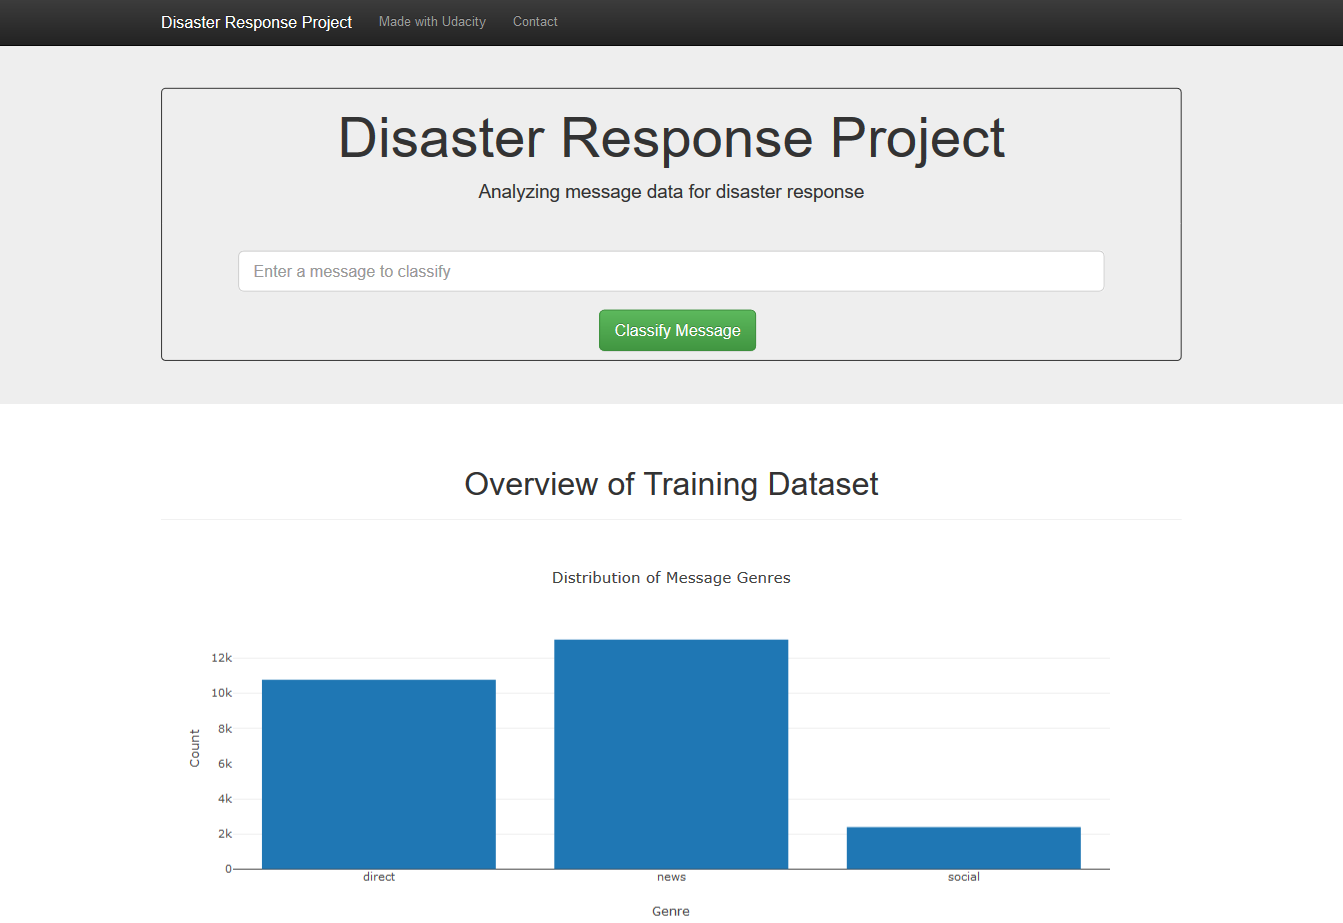 Disaster Response Project Made with Udacity Contact
Disaster Response Project
Analyzing message data for disaster response
Enter a message to classify
Classify Message
Overview of Training Dataset
Distribution of Message Genres
12k
10k
8k
6k
4k
2k
0
Count
direct news social
Genre